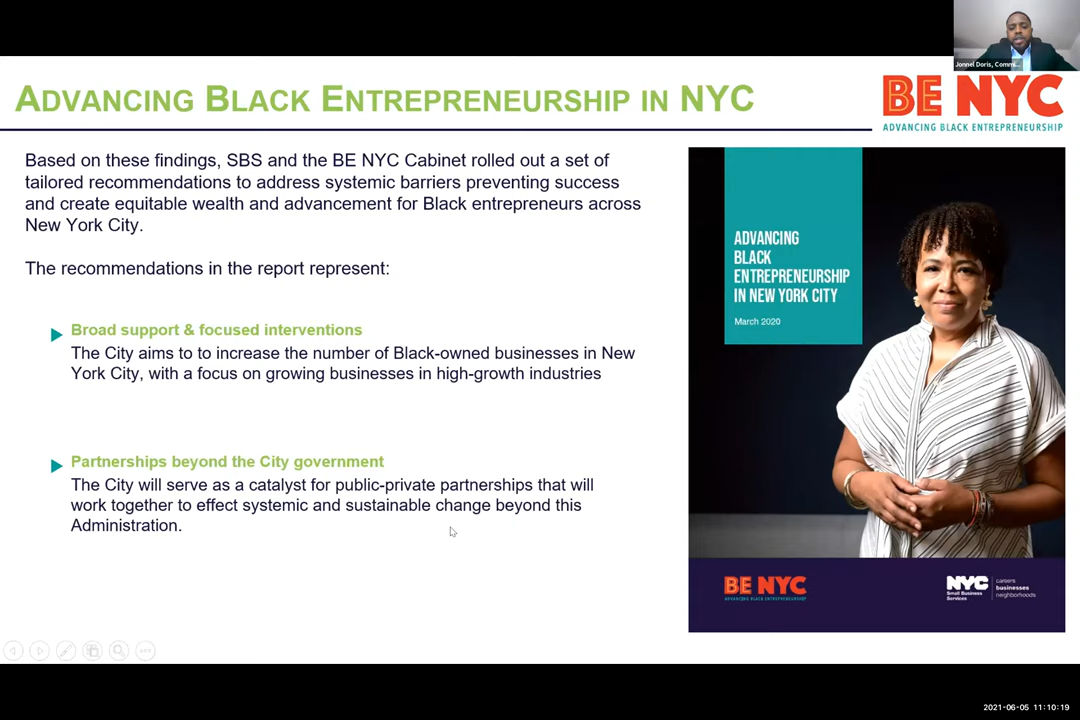 Jonnel Doris, Commi...
ADVANCING BLACK ENTREPRENEURSHIP IN NYC
BE NYC
ADVANCING BLACK ENTREPRENEURSHIP
Based on these findings, SBS and the BE NYC Cabinet rolled out a set of
tailored recommendations to address systemic barriers preventing success
and create equitable wealth and advancement for Black entrepreneurs across
New York City.
The recommendations in the report represent:
Broad support & focused interventions
The City aims to to increase the number of Black-owned businesses in New
York City, with a focus on growing businesses in high-growth industries
Partnerships beyond the City government
The City will serve as a catalyst for public-private partnerships that will
work together to effect systemic and sustainable change beyond this
Administration.
ADVANCING
BLACK
ENTREPRENEURSHIP
IN NEW YORK CITY
March 2020
BE NYC
ADVANCING BLACK ENTREPRENEURSHIP
NYC
Small Business
Services
careers
businesses
neighborhoods
2021-06-05 11:10:19